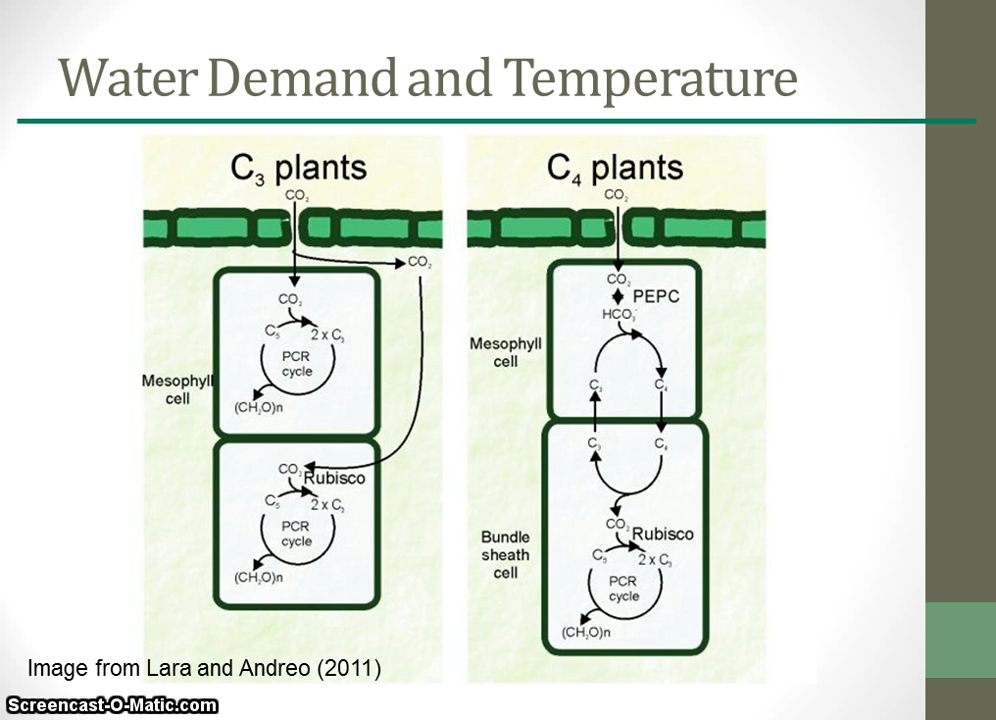 Water Demand and Temperature
C₃ plants
CO₂
CO₂
CO₂
C₅
2 x C₃
PCR
cycle
(CH₂O)n
Mesophyll
cell
CO₂
Rubisco
C₅
2 x C₃
PCR
cycle
(CH₂O)n
C₄ plants
CO₂
CO₂
PEPC
HCO₃⁻
Mesophyll
cell
C₃
C₄
C₃
C₄
CO₂
Rubisco
Bundle
sheath
cell
C₅
2 x C₃
PCR
cycle
(CH₂O)n
Image from Lara and Andreo (2011)
Screencast-O-Matic.com